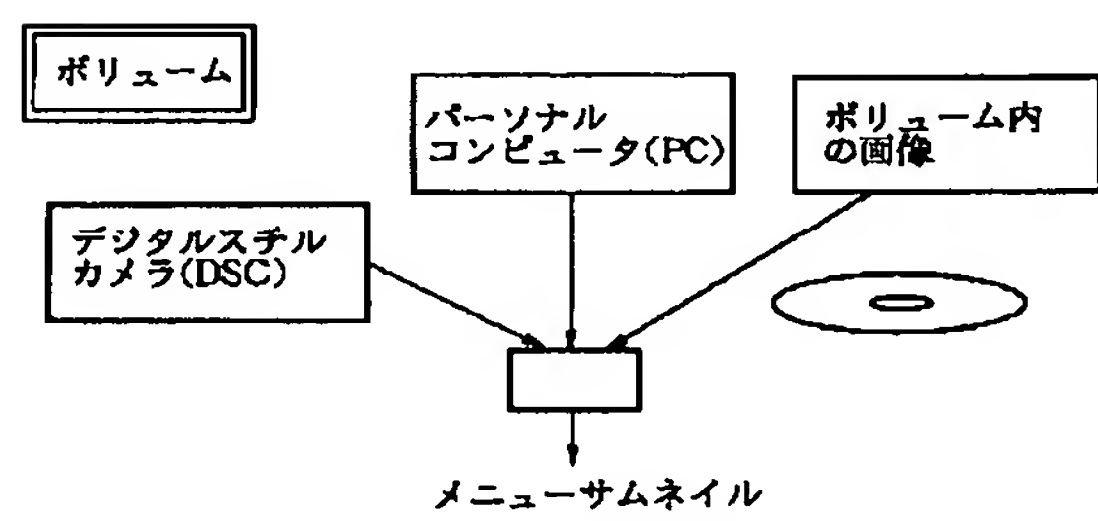 ボリューム
パーソナル
コンピュータ(PC)
ボリューム内
の画像
デジタルスチル
カメラ(DSC)
メニューサムネイル